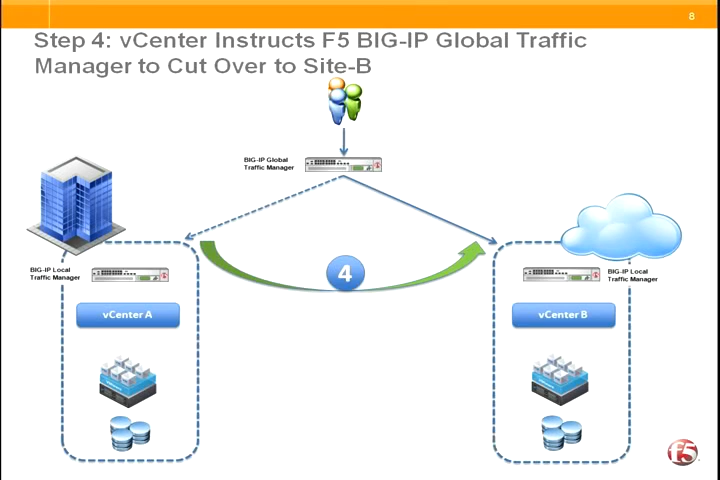 8
Step 4: vCenter Instructs F5 BIG-IP Global Traffic
Manager to Cut Over to Site-B
BIG-IP Global
Traffic Manager
BIG-IP Local
Traffic Manager
4
BIG-IP Local
Traffic Manager
vCenter A
vCenter B
f5